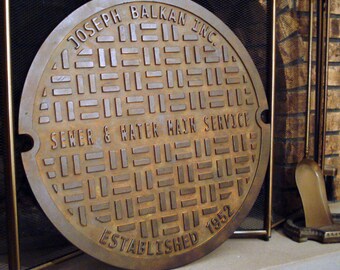 JOSEPH BALKAN INC.
SEWER & WATER MAIN SERVICE
ESTABLISHED 1952